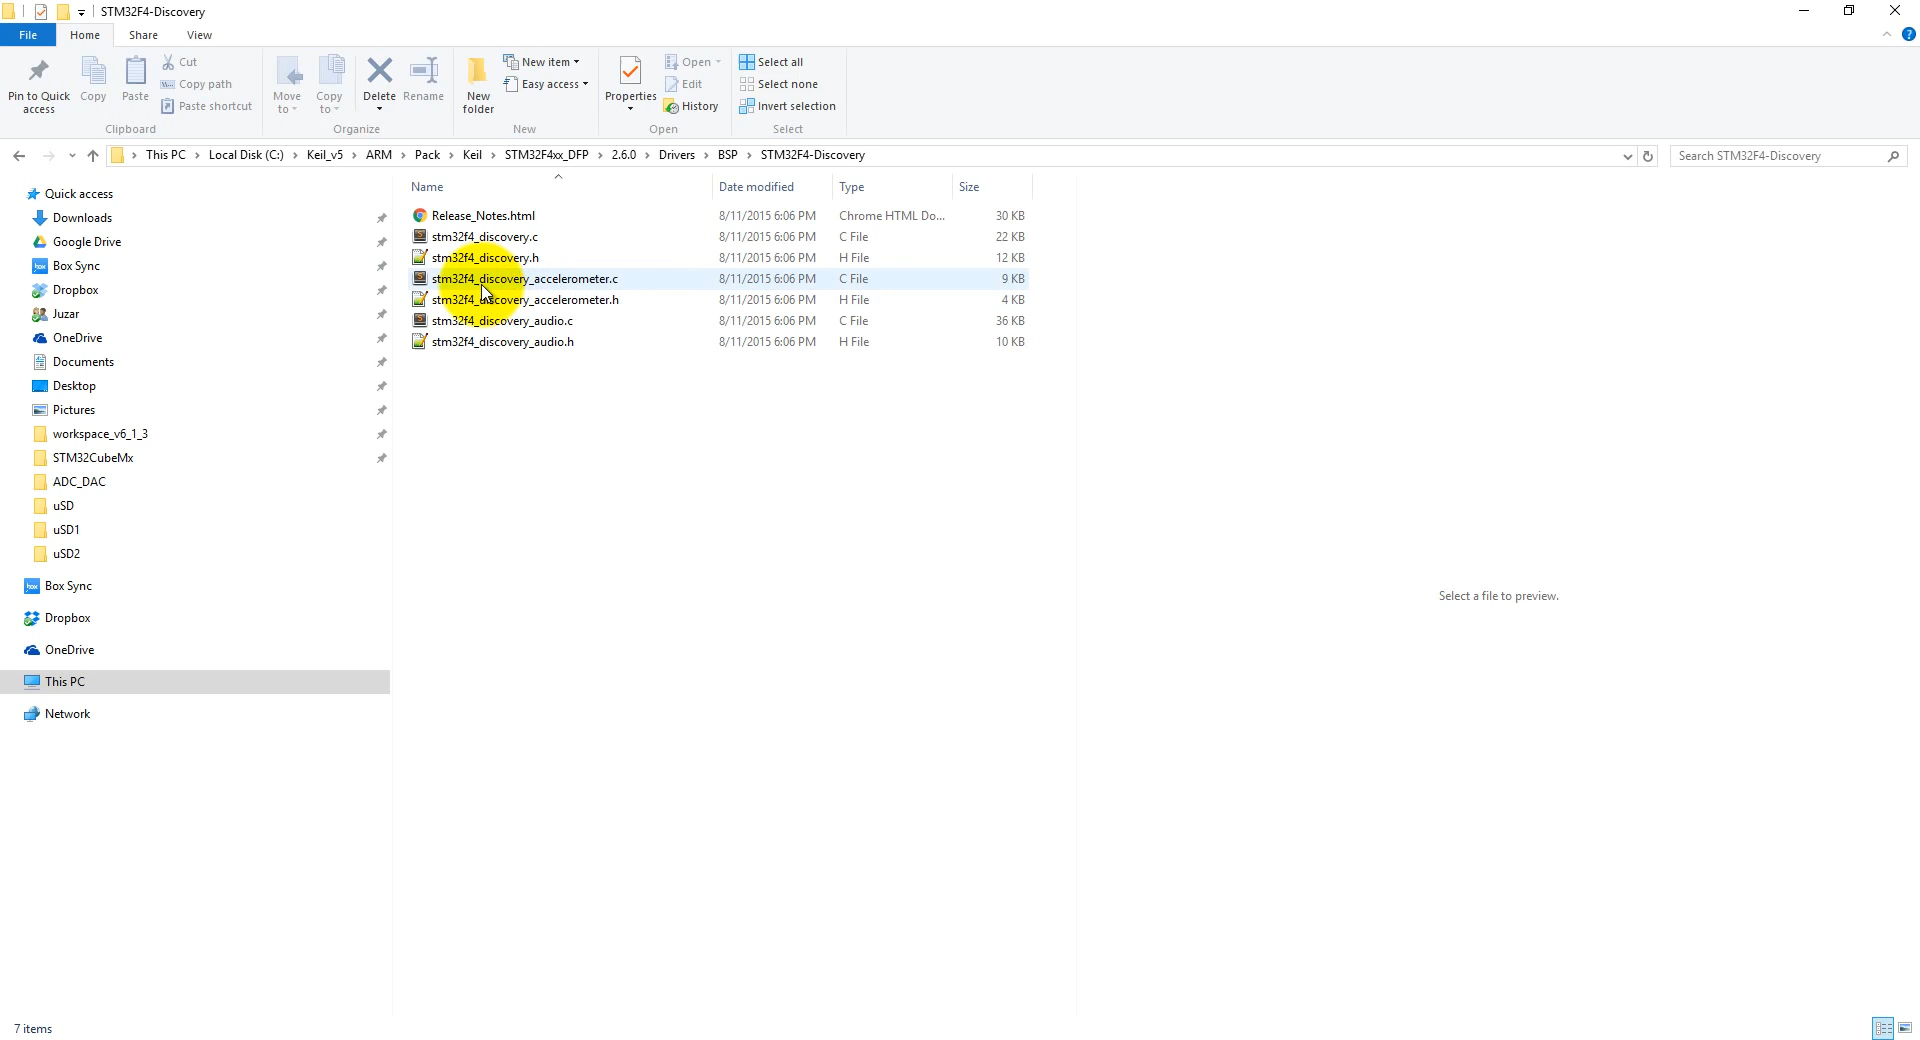 STM32F4-Discovery
File Home Share View
Pin to Quick access
Copy
Paste
Cut
Copy path
Paste shortcut
Clipboard
Move to
Copy to
Delete
Rename
Organize
New folder
New item
Easy access
New
Properties
Open
Edit
History
Open
Select all
Select none
Invert selection
Select
This PC › Local Disk (C:) › Keil_v5 › ARM › Pack › Keil › STM32F4xx_DFP › 2.6.0 › Drivers › BSP › STM32F4-Discovery
Search STM32F4-Discovery
Quick access
Downloads
Google Drive
Box Sync
Dropbox
Juzar
OneDrive
Documents
Desktop
Pictures
workspace_v6_1_3
STM32CubeMx
ADC_DAC
uSD
uSD1
uSD2
Box Sync
Dropbox
OneDrive
This PC
Network
Name Date modified Type Size
Release_Notes.html 8/11/2015 6:06 PM Chrome HTML Do... 30 KB
stm32f4_discovery.c 8/11/2015 6:06 PM C File 22 KB
stm32f4_discovery.h 8/11/2015 6:06 PM H File 12 KB
stm32f4_discovery_accelerometer.c 8/11/2015 6:06 PM C File 9 KB
stm32f4_discovery_accelerometer.h 8/11/2015 6:06 PM H File 4 KB
stm32f4_discovery_audio.c 8/11/2015 6:06 PM C File 36 KB
stm32f4_discovery_audio.h 8/11/2015 6:06 PM H File 10 KB
Select a file to preview.
7 items